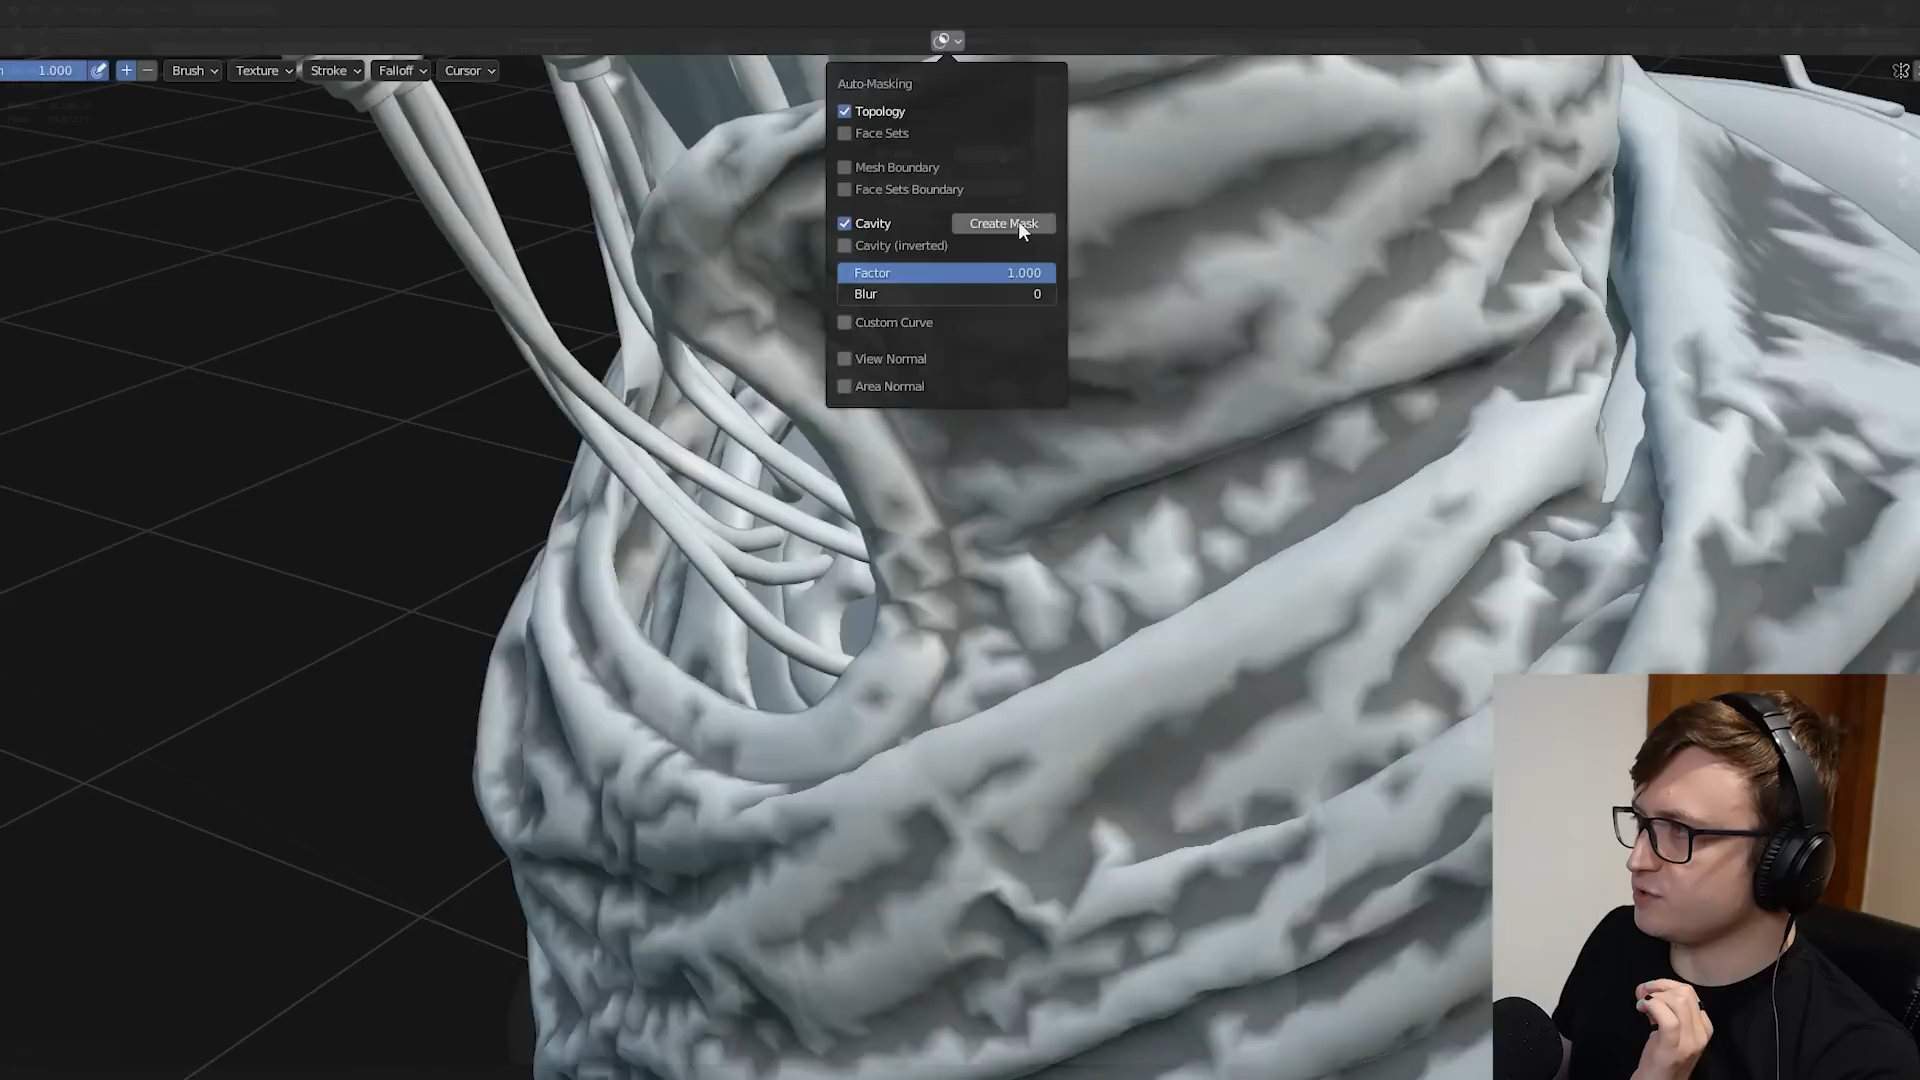 1.000
Brush
Texture
Stroke
Falloff
Cursor
Auto-Masking
Topology
Face Sets
Mesh Boundary
Face Sets Boundary
Cavity
Create Mask
Cavity (inverted)
Factor 1.000
Blur 0
Custom Curve
View Normal
Area Normal